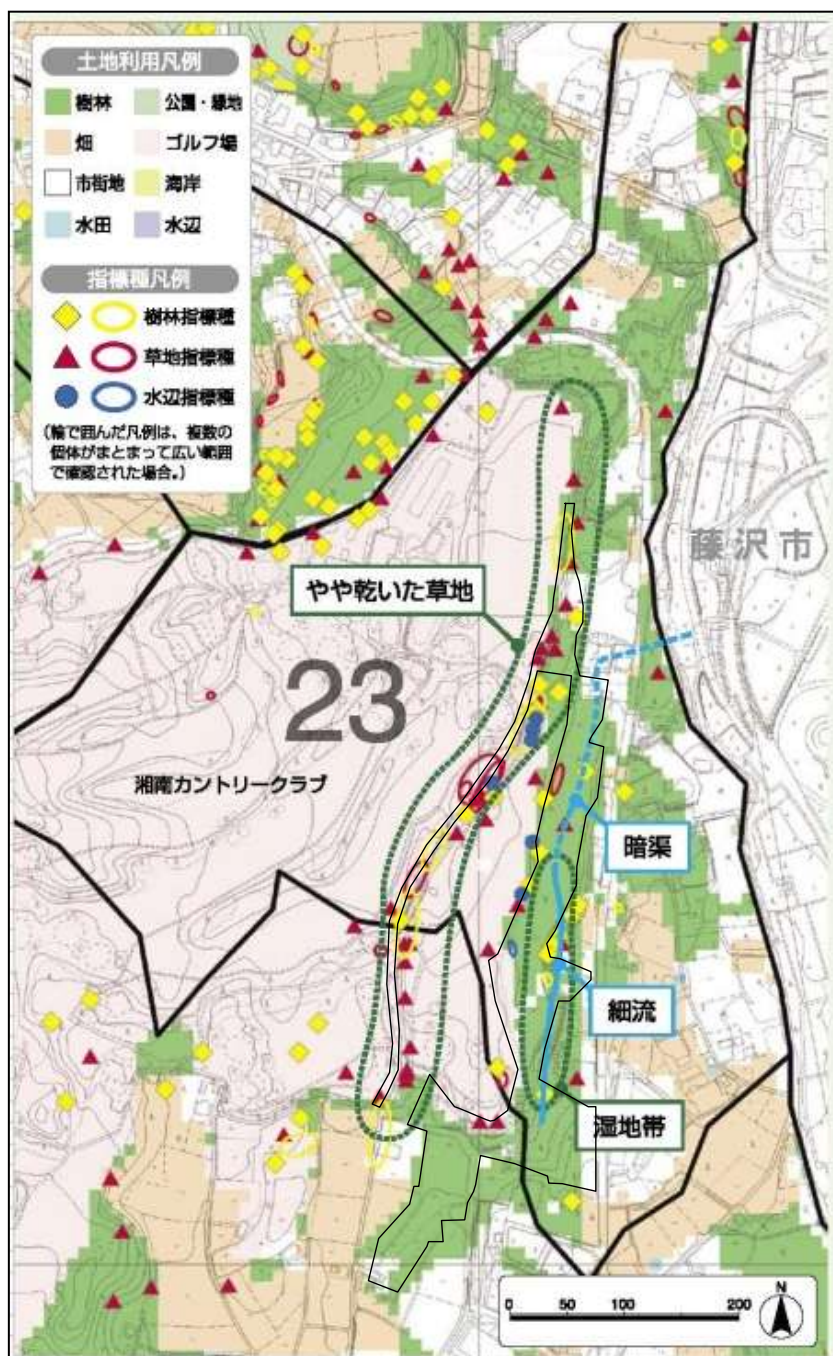 土地利用凡例
樹林 公園・緑地
畑 ゴルフ場
市街地 海岸
水田 水辺
指標種凡例
樹林指標種
草地指標種
水辺指標種
(輪で囲んだ凡例は、複数の
個体がまとまって広い範囲
で確認された場合。)
藤沢市
やや乾いた草地
23
湘南カントリークラブ
暗渠
細流
湿地帯
N
0 50 100 200